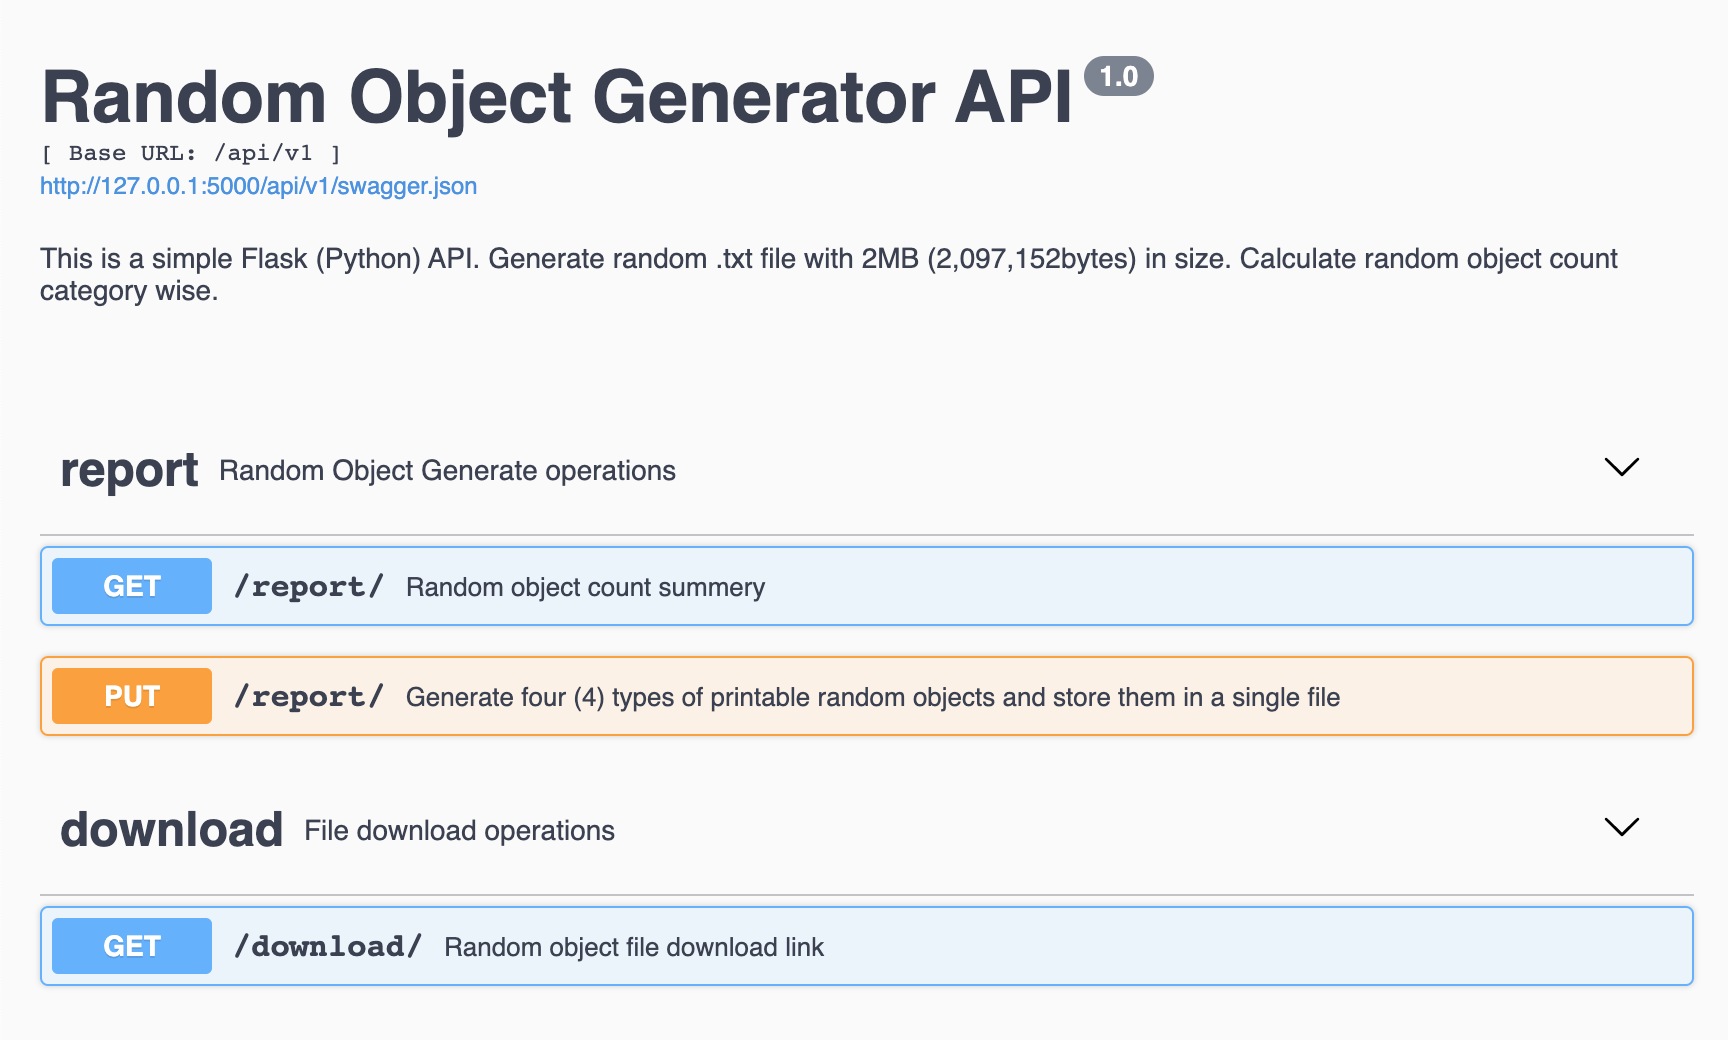 Random Object Generator API 1.0
[ Base URL: /api/v1 ]
http://127.0.0.1:5000/api/v1/swagger.json
This is a simple Flask (Python) API. Generate random .txt file with 2MB (2,097,152bytes) in size. Calculate random object count
category wise.
report Random Object Generate operations
GET /report/ Random object count summery
PUT /report/ Generate four (4) types of printable random objects and store them in a single file
download File download operations
GET /download/ Random object file download link